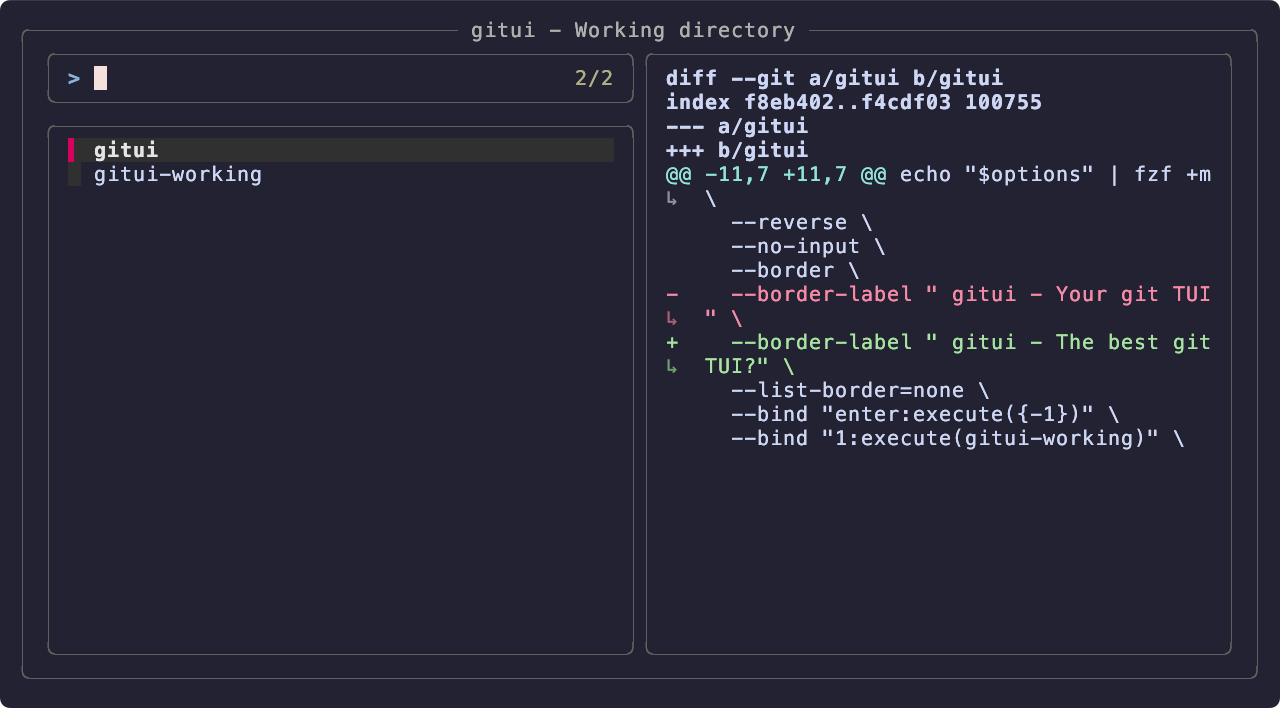 gitui – Working directory
> 2/2
gitui
gitui-working
diff --git a/gitui b/gitui
index f8eb402..f4cdf03 100755
--- a/gitui
+++ b/gitui
@@ -11,7 +11,7 @@ echo "$options" | fzf +m
↳  \
     --reverse \
     --no-input \
     --border \
-    --border-label " gitui – Your git TUI
↳  " \
+    --border-label " gitui – The best git
↳  TUI?" \
     --list-border=none \
     --bind "enter:execute({-1})" \
     --bind "1:execute(gitui-working)" \